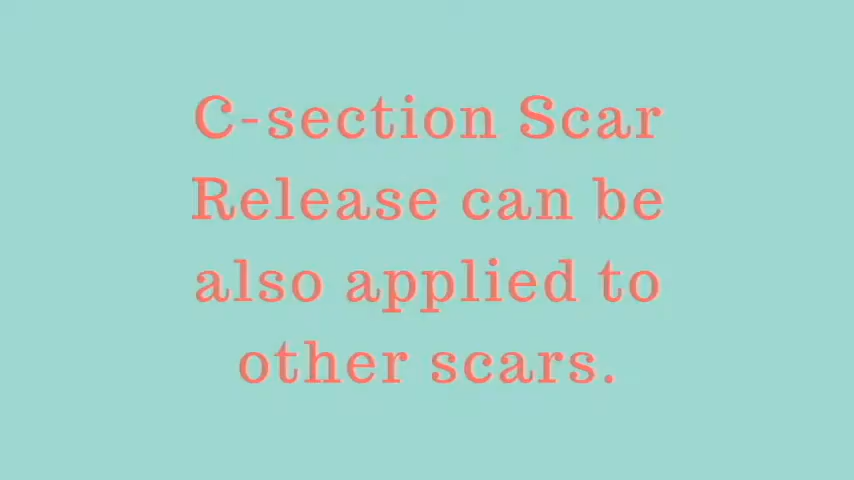 C-section Scar
Release can be
also applied to
other scars.